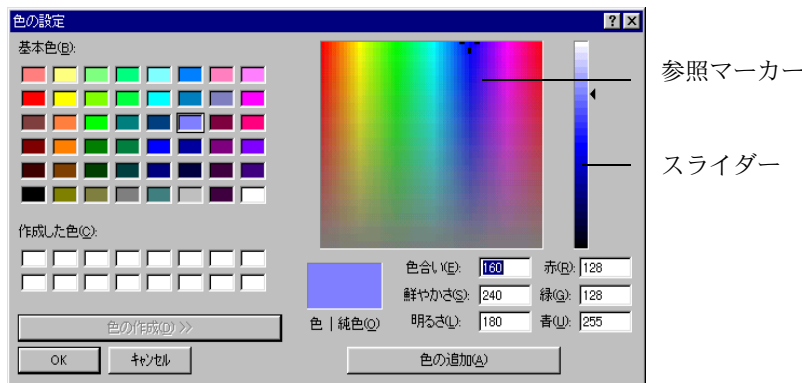 色の設定
基本色(B):
作成した色(C):
色の作成(D) >>
OK
キャンセル
色 | 純色(O)
色合い(E): 160
鮮やかさ(S): 240
明るさ(L): 180
赤(R): 128
緑(G): 128
青(U): 255
色の追加(A)
参照マーカー
スライダー